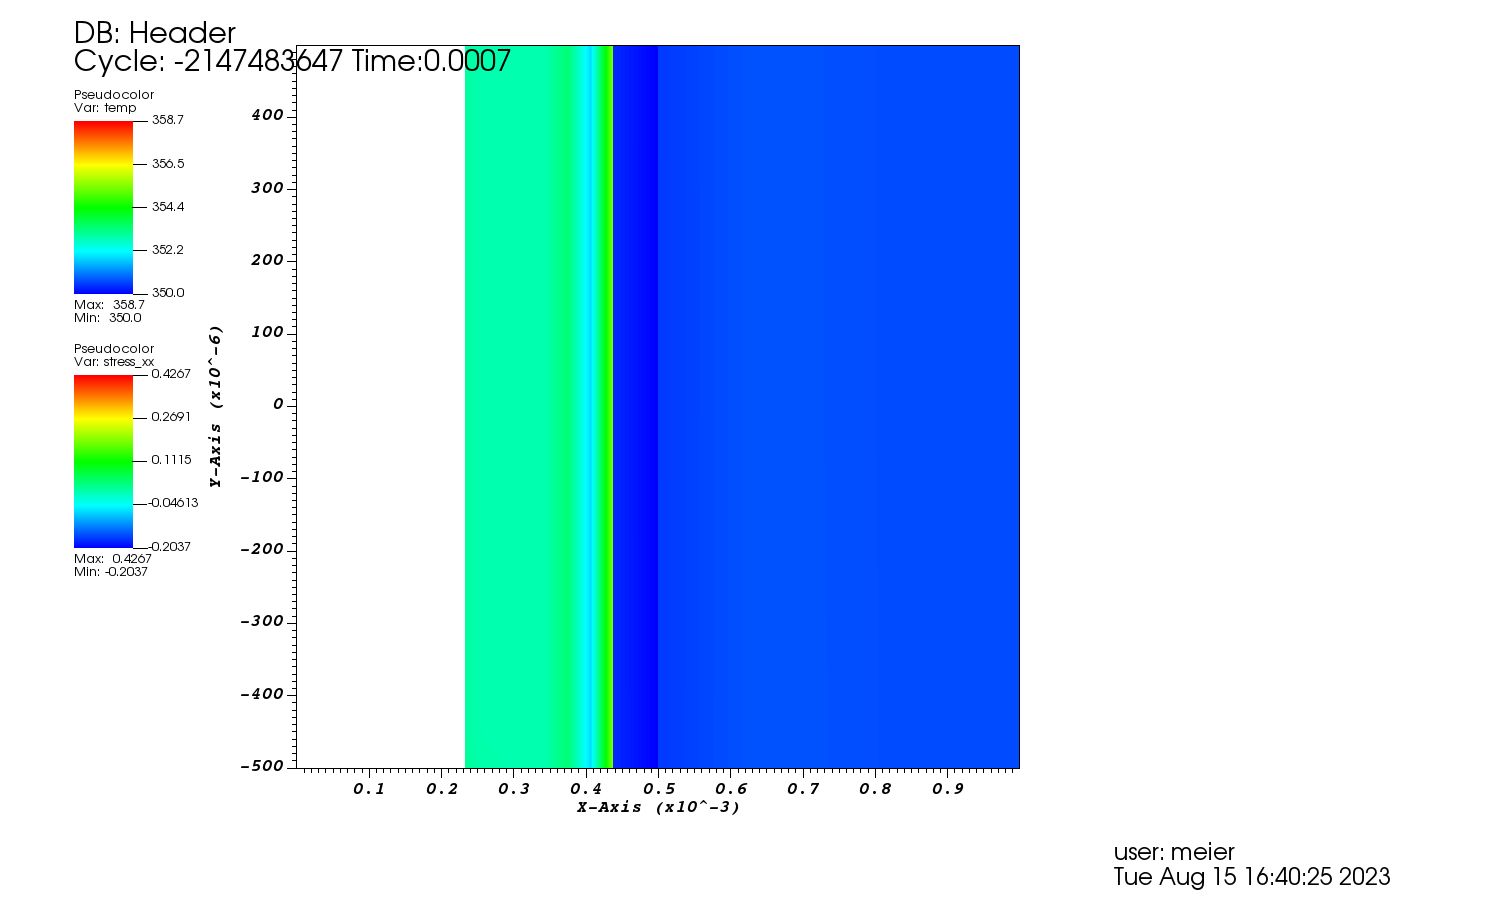 DB: Header
Cycle: -2147483647 Time:0.0007
Pseudocolor
Var: temp
358.7
356.5
354.4
352.2
350.0
Max: 358.7
Min: 350.0
Pseudocolor
Var: stress_xx
0.4267
0.2691
0.1115
-0.04613
-0.2037
Max: 0.4267
Min: -0.2037
Y-Axis (x10^-6)
400
300
200
100
0
-100
-200
-300
-400
-500
0.1 0.2 0.3 0.4 0.5 0.6 0.7 0.8 0.9
X-Axis (x10^-3)
user: meier
Tue Aug 15 16:40:25 2023